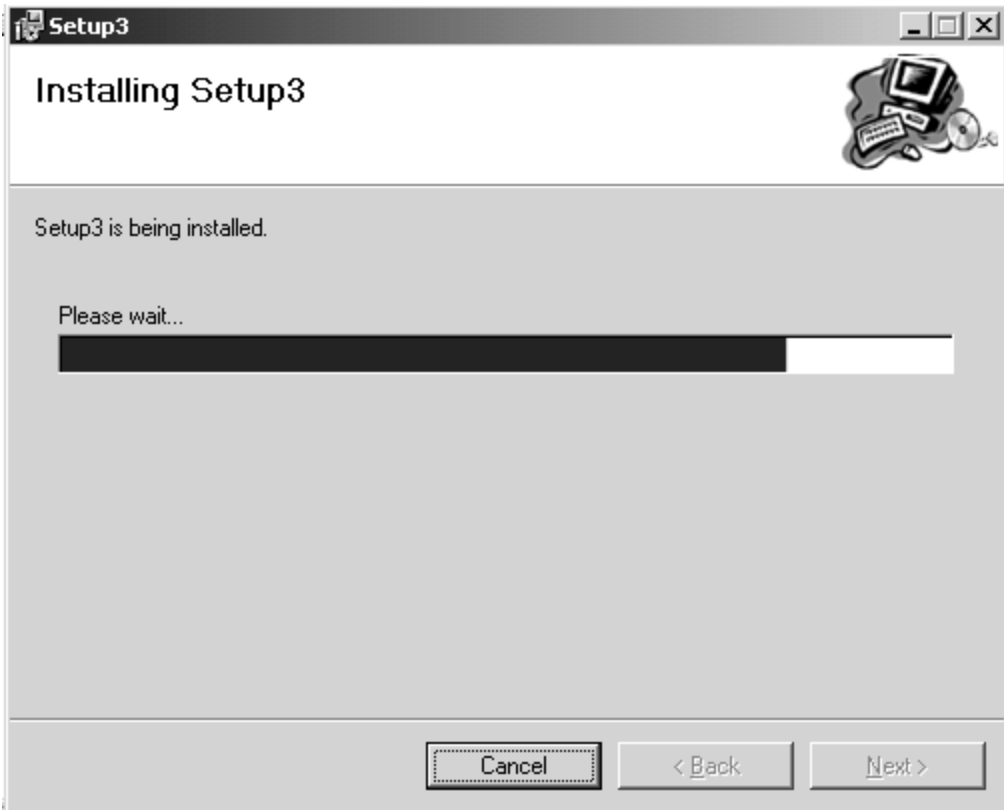 Setup3
Installing Setup3
Setup3 is being installed.
Please wait...
Cancel
< Back
Next >